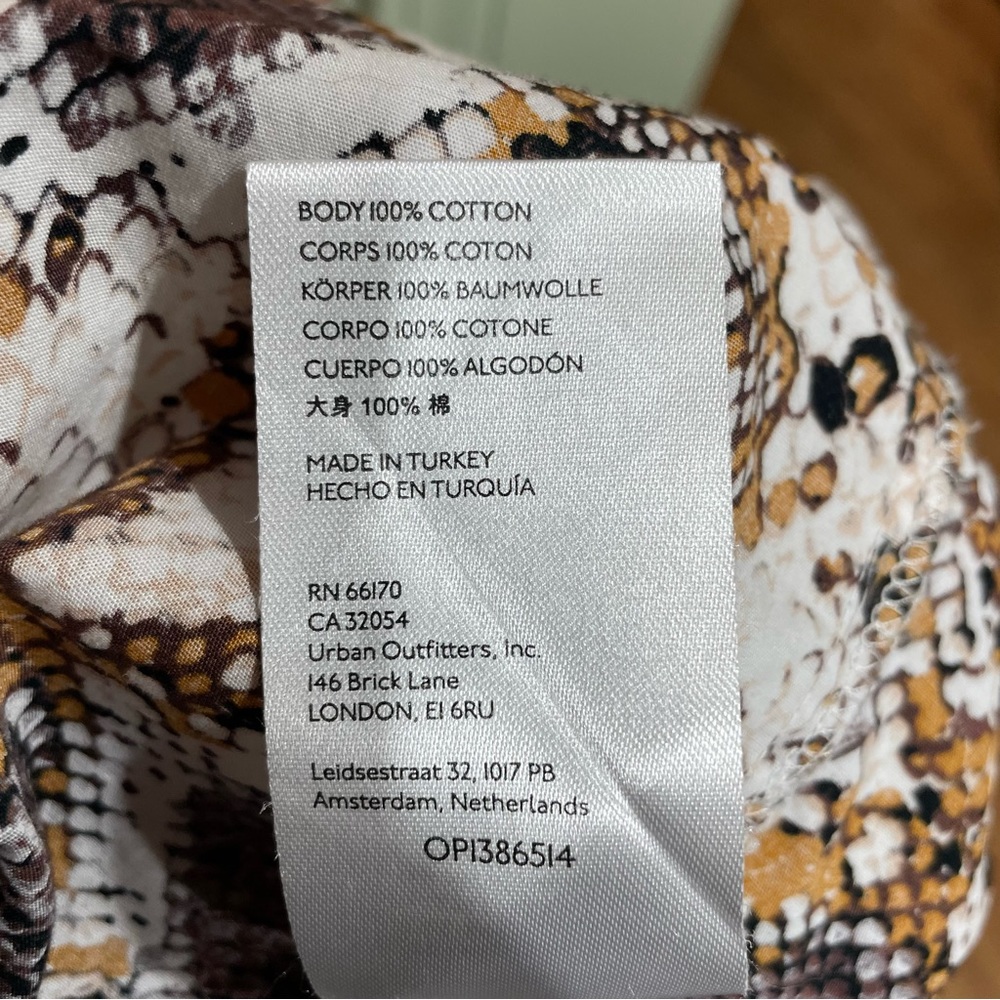 BODY 100% COTTON
CORPS 100% COTON
KÖRPER 100% BAUMWOLLE
CORPO 100% COTONE
CUERPO 100% ALGODÓN
大身 100% 棉
MADE IN TURKEY
HECHO EN TURQUÍA
RN 66170
CA 32054
Urban Outfitters, Inc.
146 Brick Lane
LONDON, E1 6RU
Leidsestraat 32, 1017 PB
Amsterdam, Netherlands
OP1386514